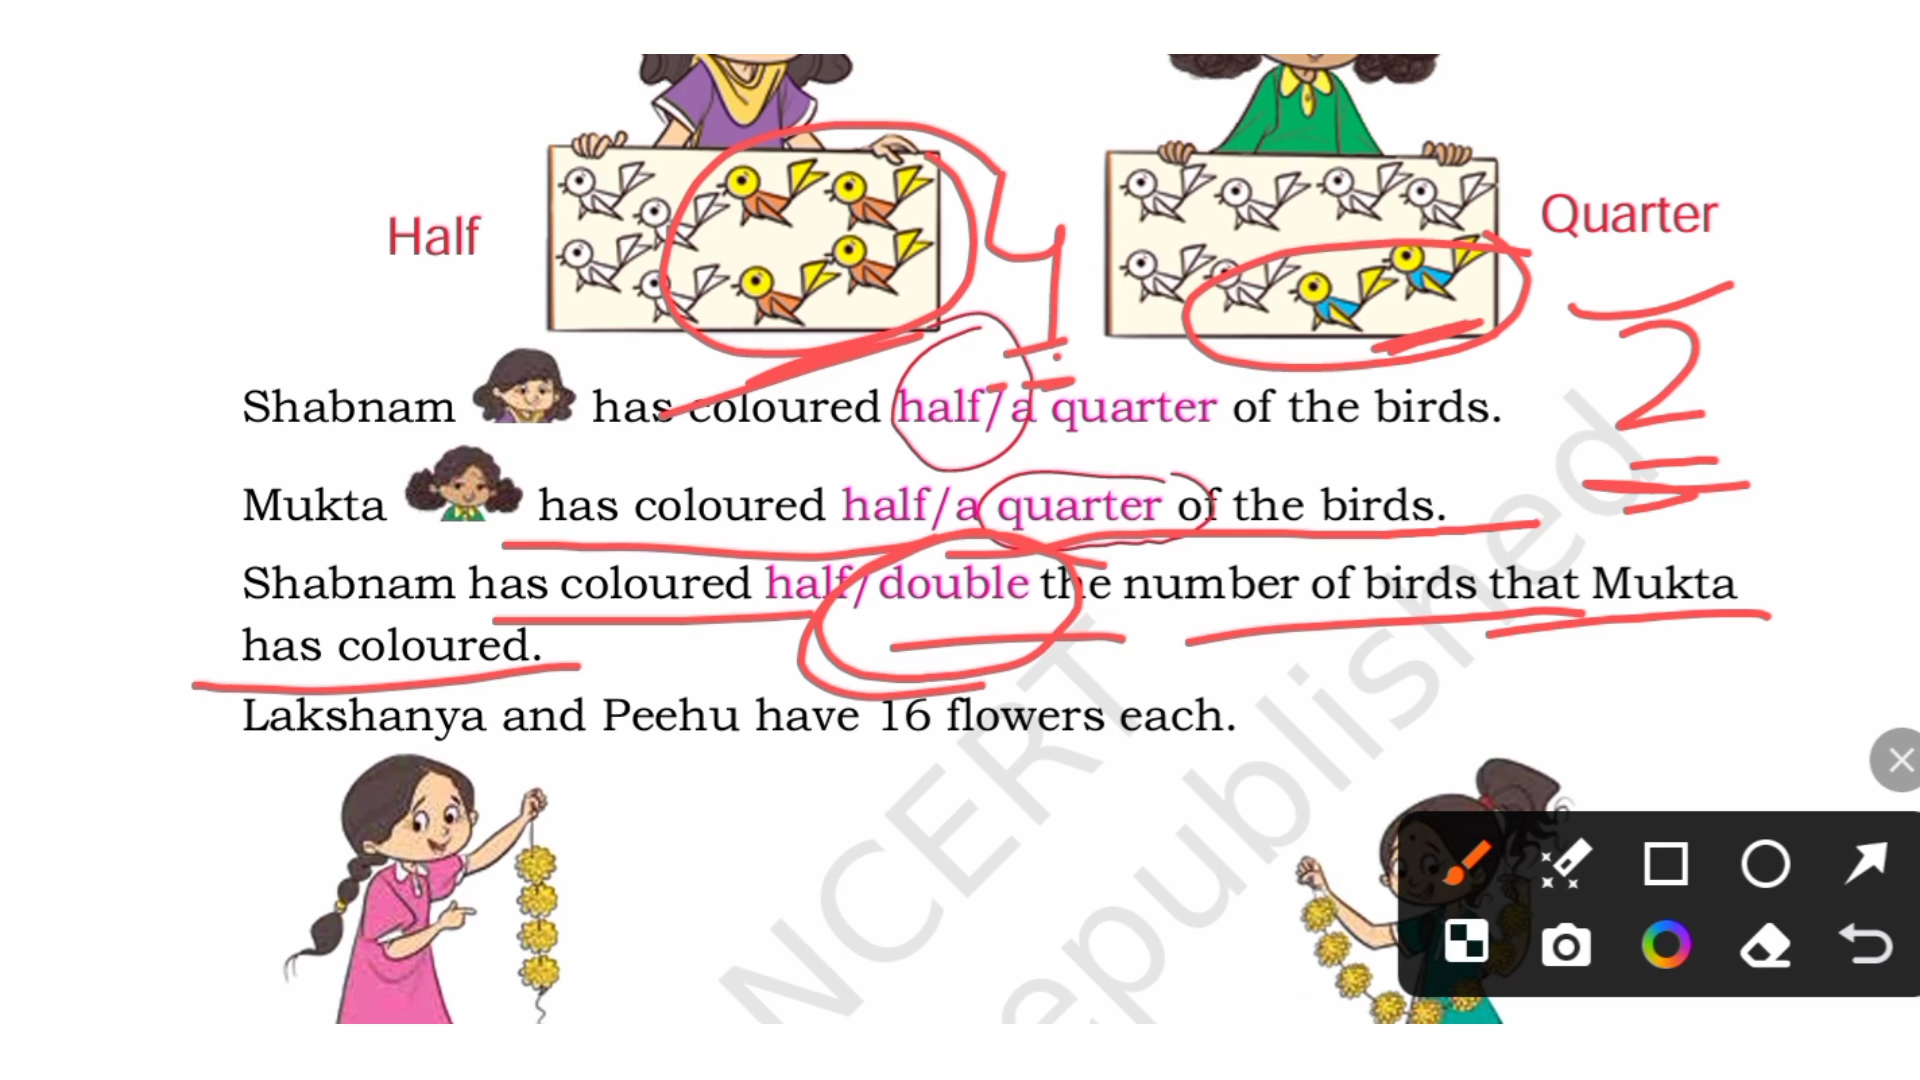 Half
4
Quarter
2
Shabnam has coloured half/a quarter of the birds.
Mukta has coloured half/a quarter of the birds.
Shabnam has coloured half/double the number of birds that Mukta
has coloured.
Lakshanya and Peehu have 16 flowers each.
NCERT
republished